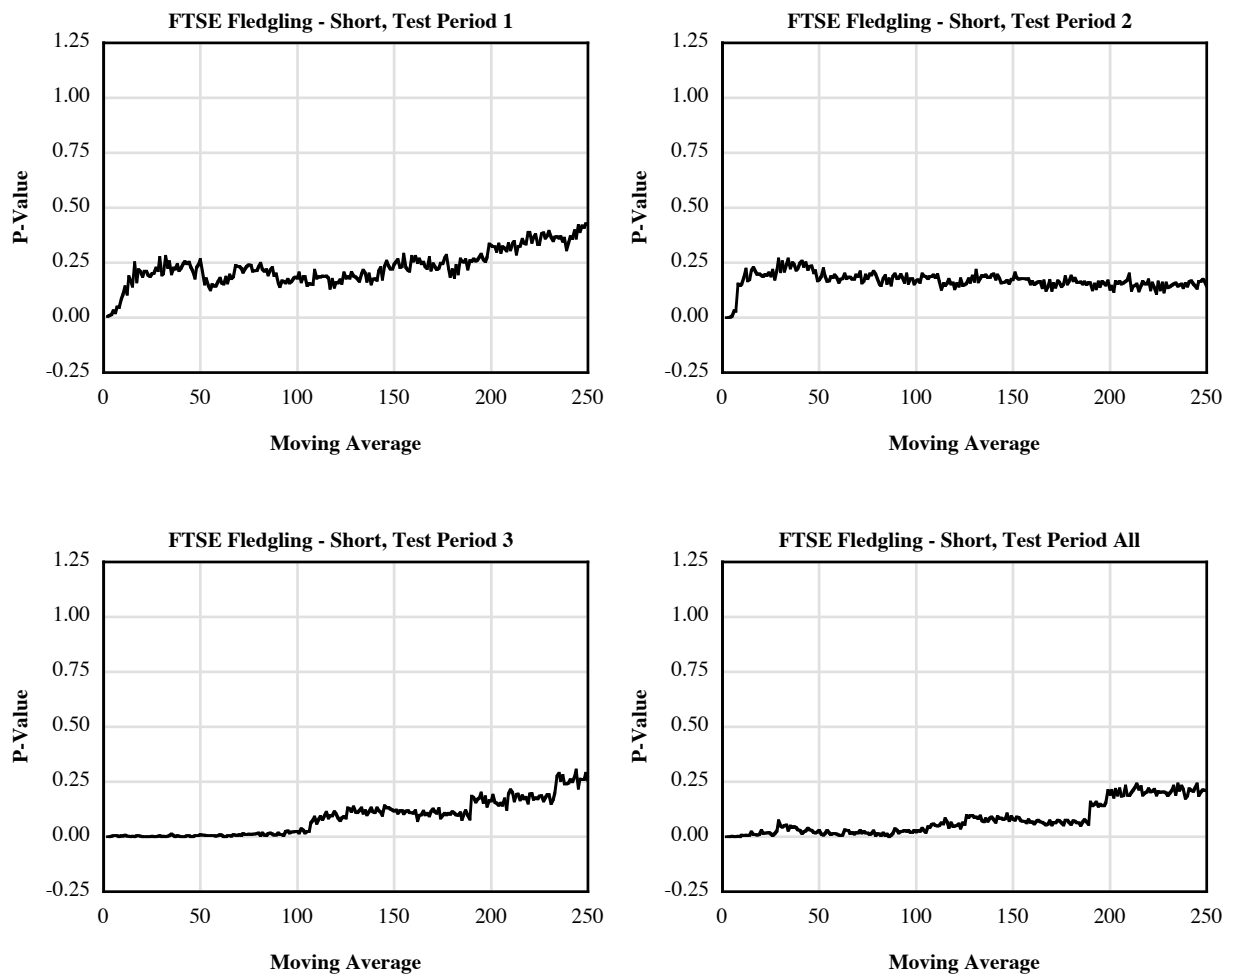 FTSE Fledgling - Short, Test Period 1
1.25
1.00
0.75
0.50
0.25
0.00
-0.25
P-Value
0 50 100 150 200 250
Moving Average
FTSE Fledgling - Short, Test Period 2
1.25
1.00
0.75
0.50
0.25
0.00
-0.25
P-Value
0 50 100 150 200 250
Moving Average
FTSE Fledgling - Short, Test Period 3
1.25
1.00
0.75
0.50
0.25
0.00
-0.25
P-Value
0 50 100 150 200 250
Moving Average
FTSE Fledgling - Short, Test Period All
1.25
1.00
0.75
0.50
0.25
0.00
-0.25
P-Value
0 50 100 150 200 250
Moving Average